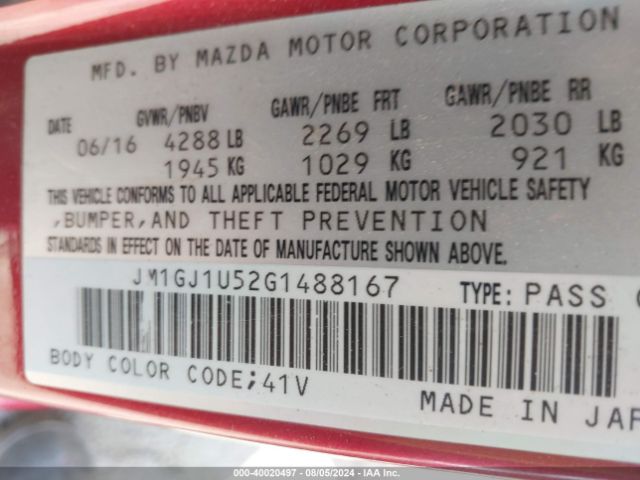 MFD. BY MAZDA MOTOR CORPORATION
DATE GVWR/PNBV GAWR/PNBE FRT GAWR/PNBE RR
06/16 4288 LB 2269 LB 2030 LB
1945 KG 1029 KG 921 KG
THIS VEHICLE CONFORMS TO ALL APPLICABLE FEDERAL MOTOR VEHICLE SAFETY
,BUMPER,AND THEFT PREVENTION
STANDARDS IN EFFECT ON THE DATE OF MANUFACTURE SHOWN ABOVE.
JM1GJ1U52G1488167 TYPE: PASS
BODY COLOR CODE;41V
MADE IN JAP
000-40020497 - 08/05/2024 - IAA Inc.